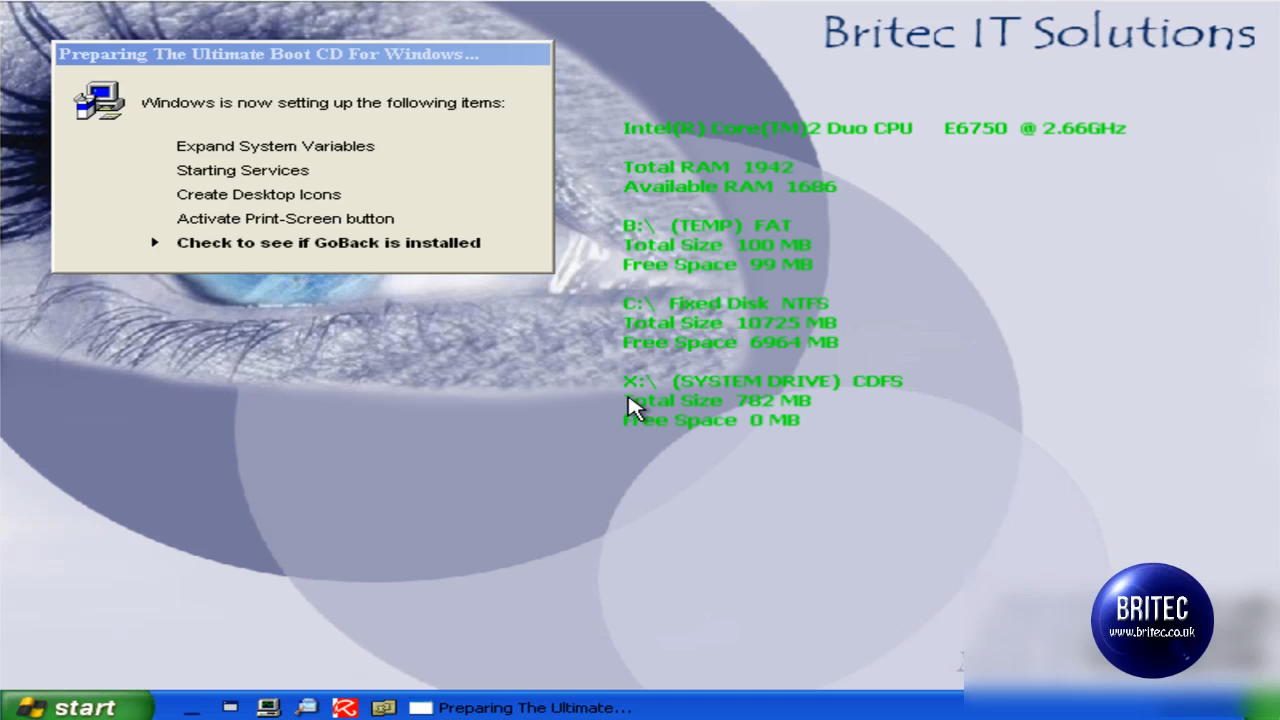 Britec IT Solutions
Preparing The Ultimate Boot CD For Windows...
Windows is now setting up the following items:
Expand System Variables
Starting Services
Create Desktop Icons
Activate Print-Screen button
Check to see if GoBack is installed
Intel(R) Core(TM)2 Duo CPU E6750 @ 2.66GHz
Total RAM 1942
Available RAM 1686
B:\ (TEMP) FAT
Total Size 100 MB
Free Space 99 MB
C:\ Fixed Disk NTFS
Total Size 10725 MB
Free Space 6964 MB
X:\ (SYSTEM DRIVE) CDFS
Total Size 782 MB
Free Space 0 MB
BRITEC
www.britec.co.uk
start
Preparing The Ultimate...